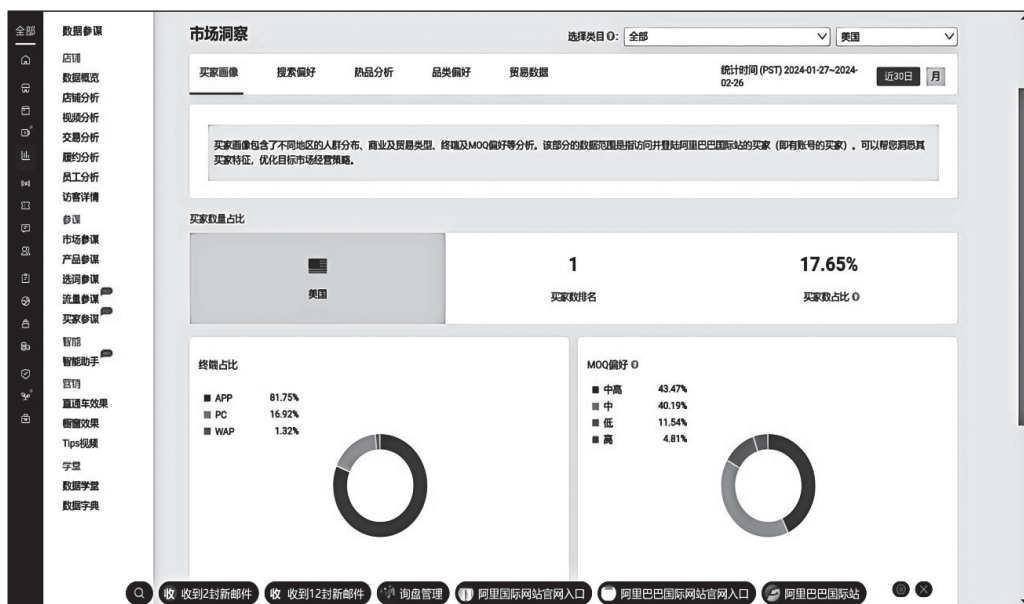 全部
数据参谋
店铺
数据概览
店铺分析
视频分析
交易分析
履约分析
员工分析
访客详情
参谋
市场参谋
产品参谋
选词参谋
流量参谋
买家参谋
智能
智能助手
营销
直通车效果
橱窗效果
Tips视频
学堂
数据学堂
数据字典
市场洞察
选择类目: 全部 美国
买家画像 搜索偏好 热品分析 品类偏好 贸易数据
统计时间 (PST) 2024-01-27~2024-
02-26
近30日 月
买家画像包含了不同地区的人群分布、商业及贸易类型、终端及MOQ偏好等分析。该部分的数据范围是指访问并登陆阿里巴巴国际站的买家（即有账号的买家）。可以帮您洞悉其
买家特征，优化目标市场经营策略。
买家数量占比
美国
1
买家数排名
17.65%
买家数占比
终端占比
APP 81.75%
PC 16.92%
WAP 1.32%
MOQ偏好
中高 43.47%
中 40.19%
低 11.54%
高 4.81%
收 收到2封新邮件 收 收到12封新邮件 询盘管理 阿里国际网站官网入口 阿里巴巴国际网站官网入口 阿里巴巴国际站